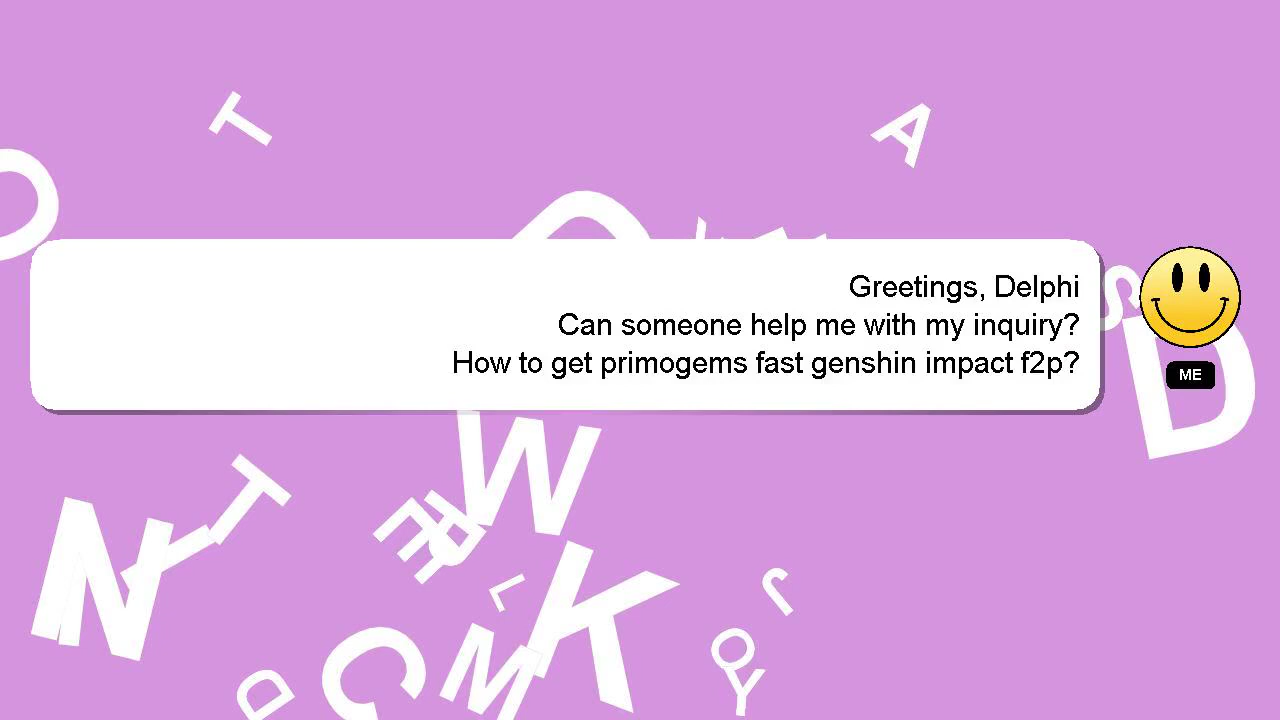 Greetings, Delphi
Can someone help me with my inquiry?
How to get primogems fast genshin impact f2p?
ME
T
A
O
S
D
W
T
N
Y
E
R
L
K
J
O
Y
M
C
D